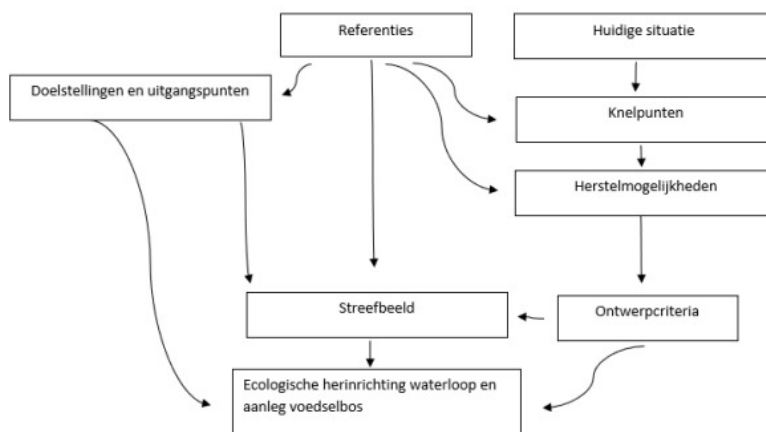 Referenties
Huidige situatie
Doelstellingen en uitgangspunten
Knelpunten
Herstelmogelijkheden
Streefbeeld
Ontwerpcriteria
Ecologische herinrichting waterloop en
aanleg voedselbos